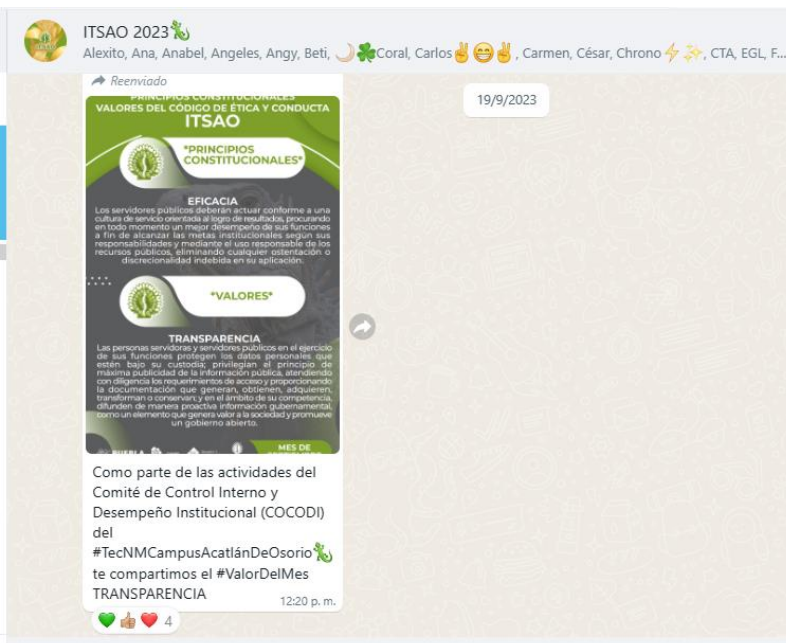 ITSAO 2023🦎
Alexito, Ana, Anabel, Angeles, Angy, Beti, 🌙🍀Coral, Carlos✌😁✌, Carmen, César, Chrono⚡✨, CTA, EGL, F...
19/9/2023
Reenviado
PRINCIPIOS CONSTITUCIONALES
VALORES DEL CÓDIGO DE ÉTICA Y CONDUCTA
ITSAO
*PRINCIPIOS
CONSTITUCIONALES*
EFICACIA
Los servidores públicos deberán actuar conforme a una
cultura de servicio orientada al logro de resultados, procurando
en todo momento un mejor desempeño de sus funciones
a fin de alcanzar las metas institucionales según sus
responsabilidades y mediante el uso responsable de los
recursos públicos, eliminando cualquier ostentación o
discrecionalidad indebida en su aplicación.
*VALORES*
TRANSPARENCIA
Las personas servidoras y servidores públicos en el ejercicio
de sus funciones protegen los datos personales que
estén bajo su custodia; privilegian el principio de
máxima publicidad de la información pública, atendiendo
con diligencia los requerimientos de acceso y proporcionando
la documentación que generan, obtienen, adquieren,
transforman o conservan; y en el ámbito de su competencia,
difunden de manera proactiva información gubernamental,
como un elemento que genera valor a la sociedad y promueve
un gobierno abierto.
MES DE
Como parte de las actividades del
Comité de Control Interno y
Desempeño Institucional (COCODI)
del
#TecNMCampusAcatlánDeOsorio🦎
te compartimos el #ValorDelMes
TRANSPARENCIA
12:20 p. m.
💚👍🏼❤ 4